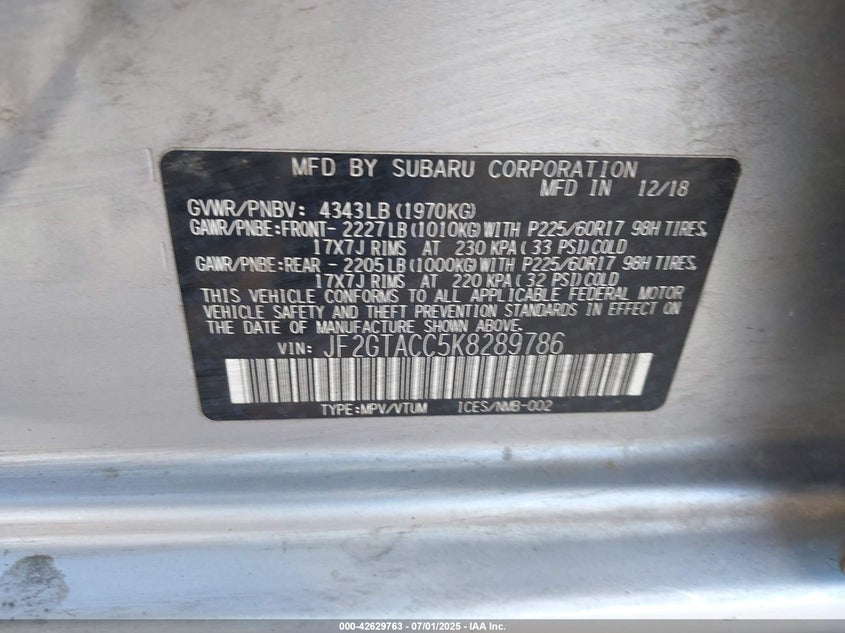 MFD BY SUBARU CORPORATION
MFD IN 12/18
GVWR/PNBV: 4343LB(1970KG)
GAWR/PNBE:FRONT- 2227LB(1010KG)WITH P225/60R17 98H TIRES,
17X7J RIMS AT 230 KPA( 33 PSI)COLD
GAWR/PNBE:REAR - 2205LB(1000KG)WITH P225/60R17 98H TIRES,
17X7J RIMS AT 220 KPA( 32 PSI)COLD
THIS VEHICLE CONFORMS TO ALL APPLICABLE FEDERAL MOTOR
VEHICLE SAFETY AND THEFT PREVENTION STANDARDS IN EFFECT ON
THE DATE OF MANUFACTURE SHOWN ABOVE.
VIN: JF2GTACC5K8289786
TYPE:MPV/VTUM ICES/NMB-002
000-42629763 - 07/01/2025 - IAA Inc.